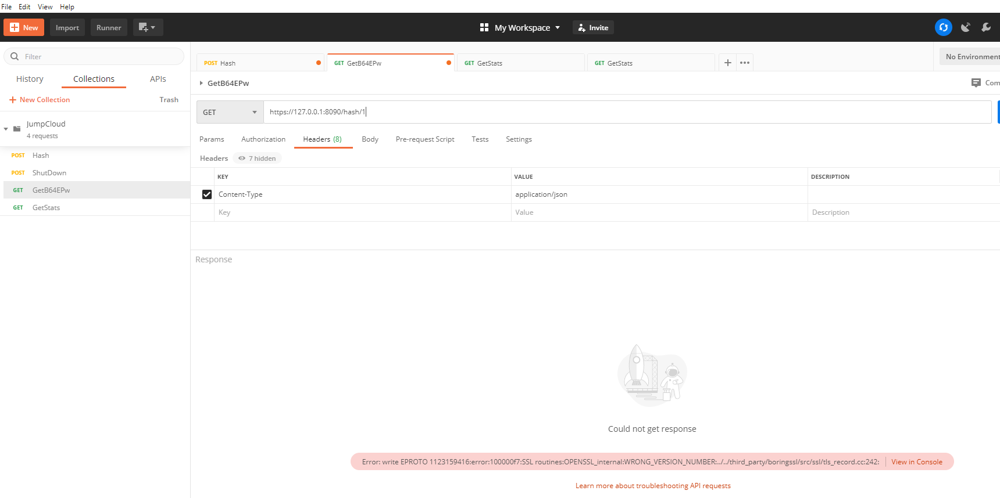 File Edit View Help
New Import Runner My Workspace Invite
Filter
History Collections APIs
New Collection Trash
JumpCloud
4 requests
POST Hash
POST ShutDown
GET GetB64EPw
GET GetStats
POST Hash GET GetB64EPw GET GetStats GET GetStats No Environment
GetB64EPw Com
GET https://127.0.0.1:8090/hash/1
Params Authorization Headers (8) Body Pre-request Script Tests Settings
Headers 7 hidden
KEY VALUE DESCRIPTION
Content-Type application/json
Key Value Description
Response
Could not get response
Error: write EPROTO 1123159416:error:100000f7:SSL routines:OPENSSL_internal:WRONG_VERSION_NUMBER:../../third_party/boringssl/src/ssl/tls_record.cc:242: View in Console
Learn more about troubleshooting API requests